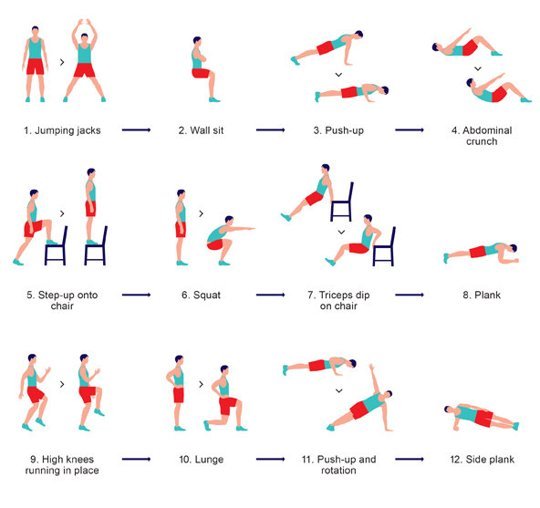 1. Jumping jacks
2. Wall sit
3. Push-up
4. Abdominal
crunch
5. Step-up onto
chair
6. Squat
7. Triceps dip
on chair
8. Plank
9. High knees
running in place
10. Lunge
11. Push-up and
rotation
12. Side plank